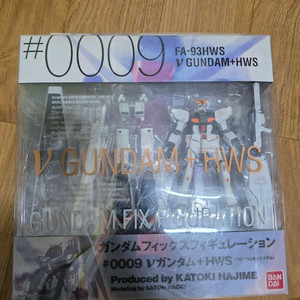 #0009
FA-93HWS
ν GUNDAM+HWS
ν GUNDAM+HWS
GUNDAM FIX FIGURATION
ガンダムフィックスフィギュレーション
#0009 νガンダム+HWS
Produced by KATOKI HAJIME
BAN
DAI